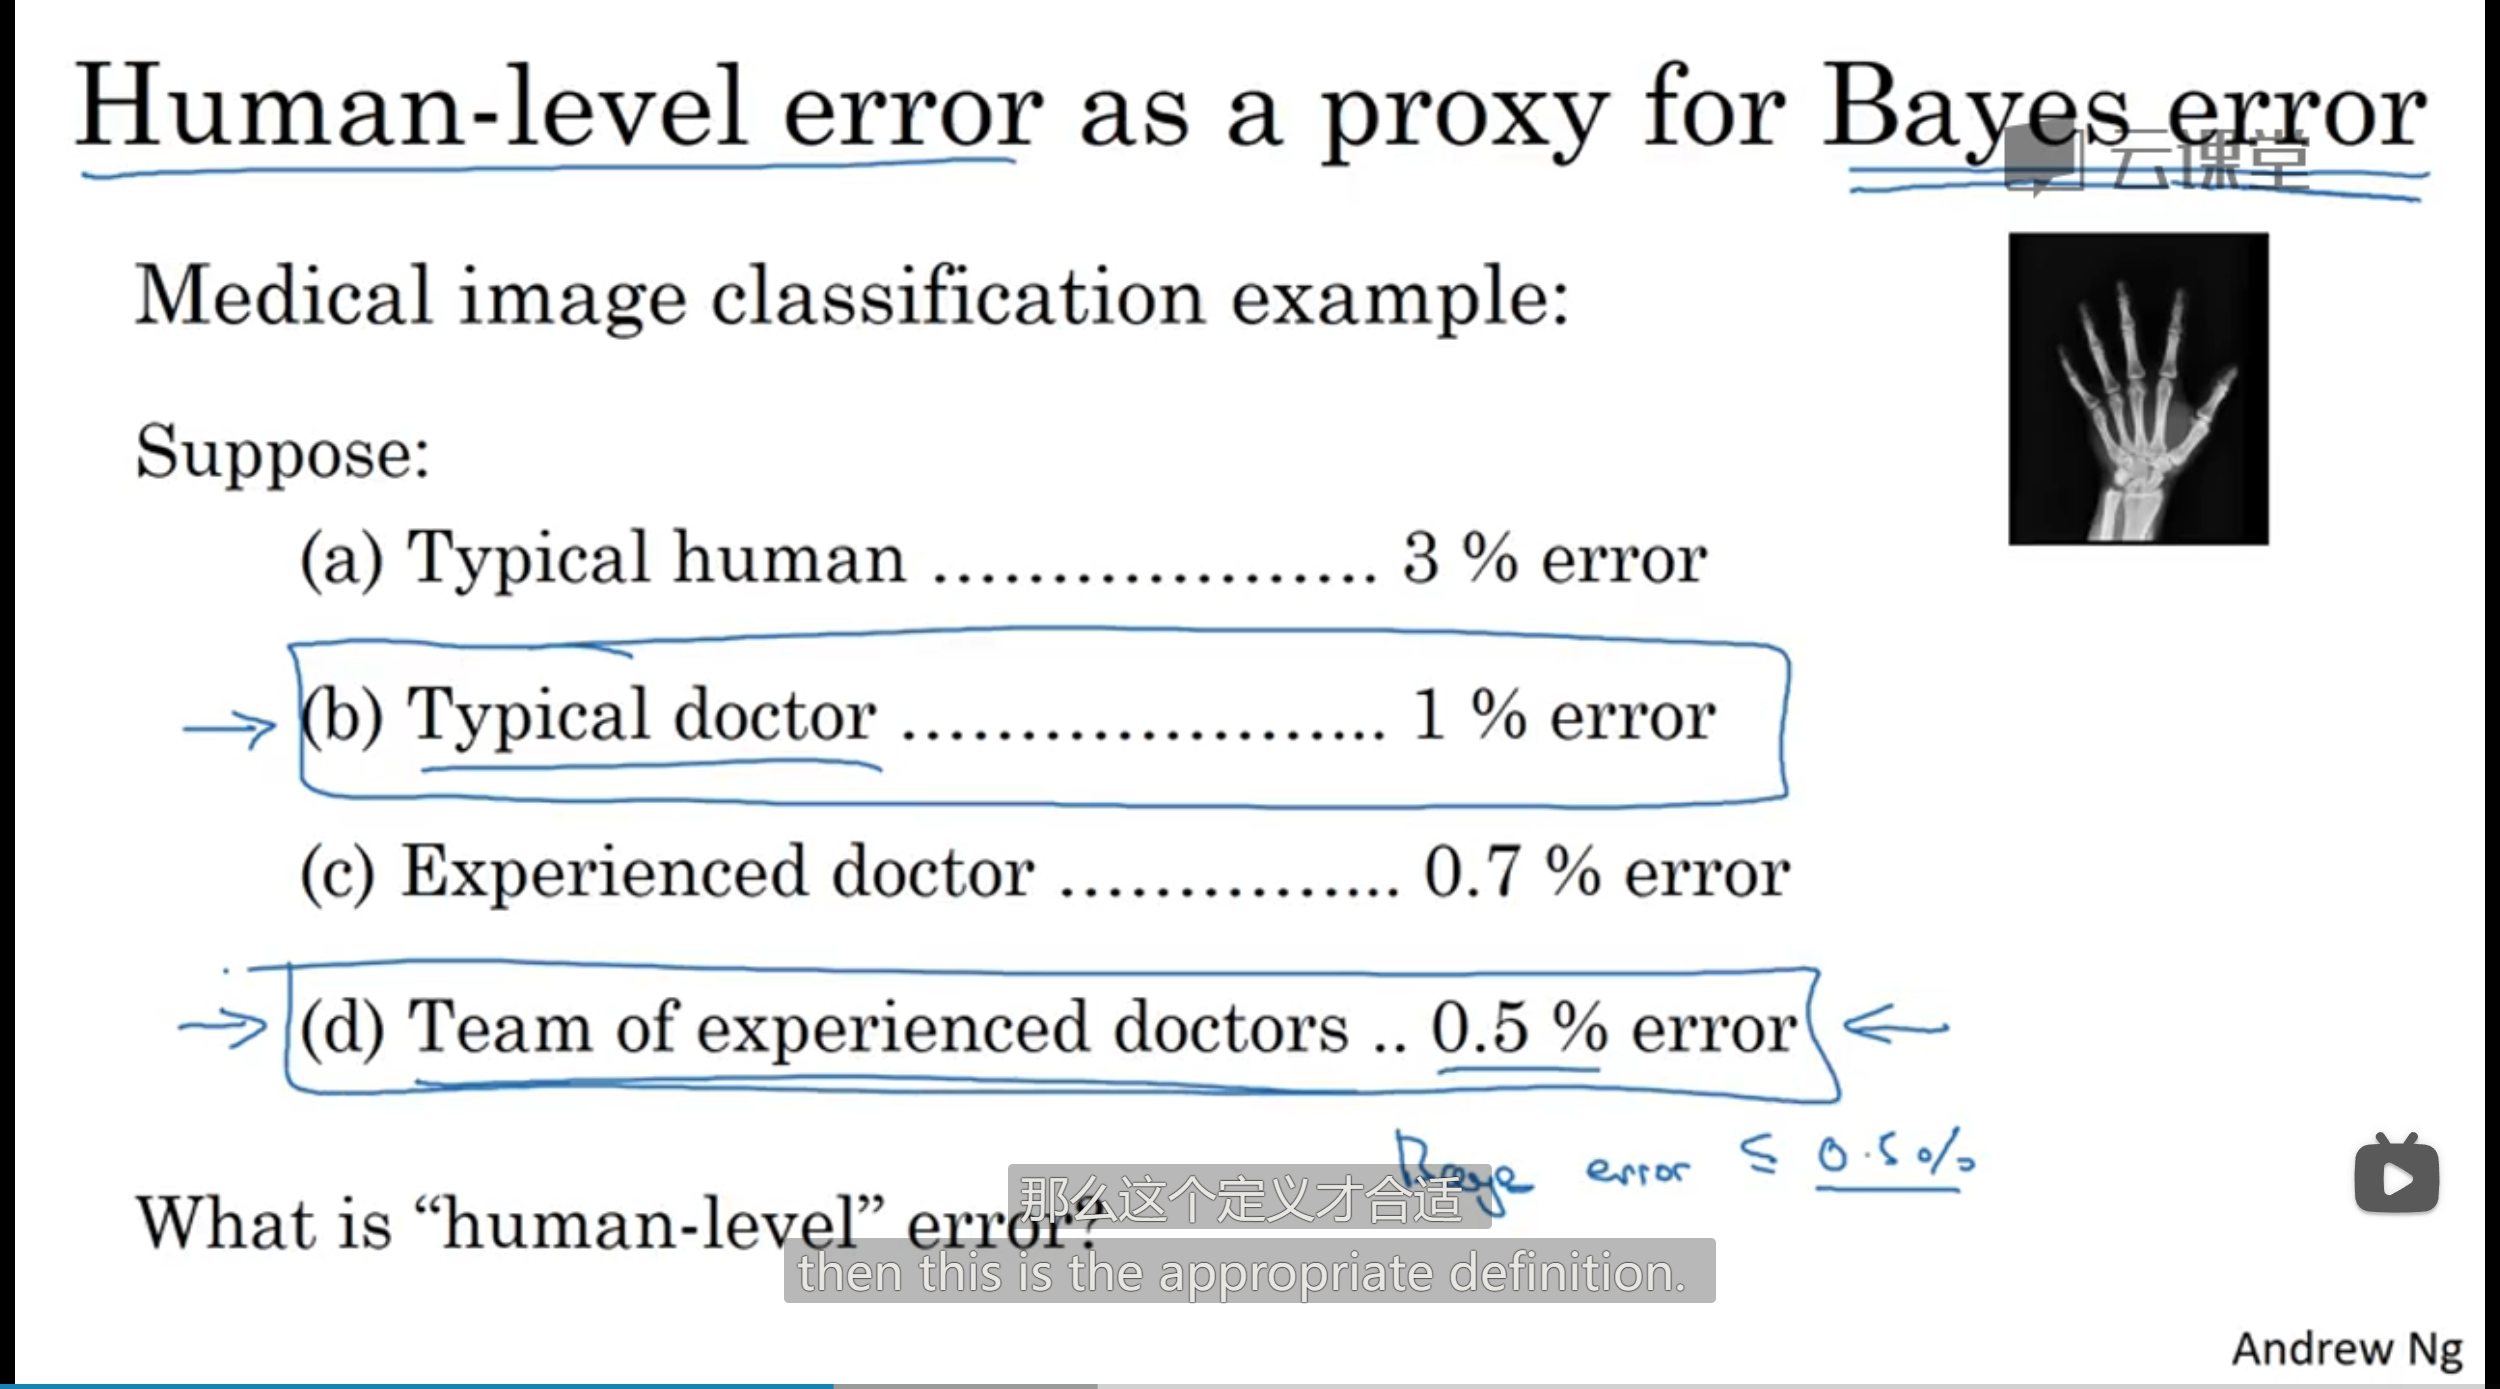 Human-level error as a proxy for Bayes error
云课堂
Medical image classification example:
Suppose:
(a) Typical human ................... 3 % error
(b) Typical doctor ..................... 1 % error
(c) Experienced doctor ............... 0.7 % error
(d) Team of experienced doctors .. 0.5 % error
Baye error ≤ 0.5%
What is “human-level” error?
那么这个定义才合适
then this is the appropriate definition.
Andrew Ng